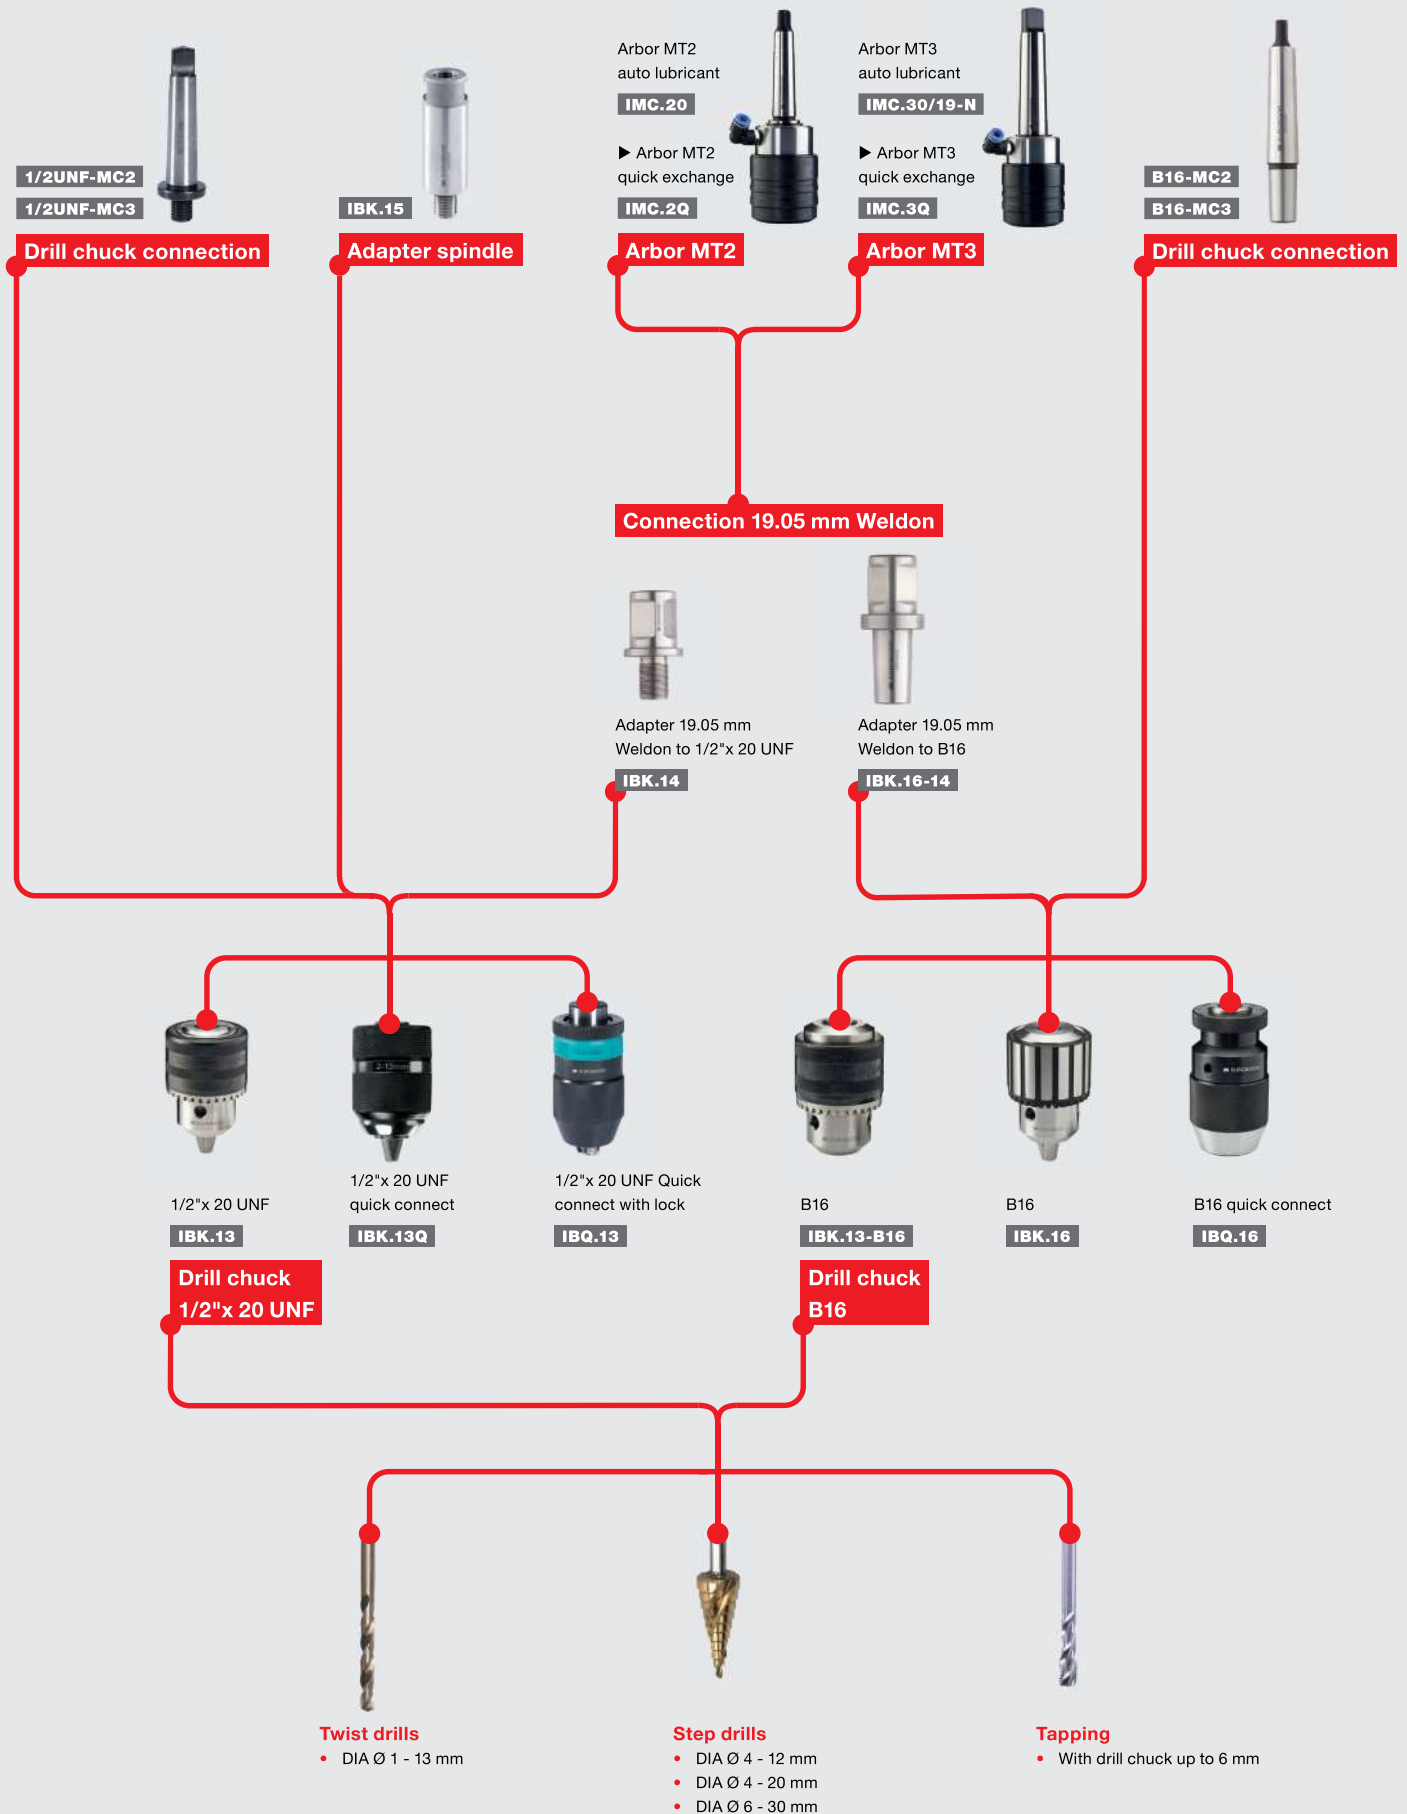 Arbor MT2
auto lubricant
IMC.20
▶ Arbor MT2
quick exchange
IMC.2Q
Arbor MT3
auto lubricant
IMC.30/19-N
▶ Arbor MT3
quick exchange
IMC.3Q
1/2UNF-MC2
1/2UNF-MC3
Drill chuck connection
IBK.15
Adapter spindle
Arbor MT2
Arbor MT3
B16-MC2
B16-MC3
Drill chuck connection
Connection 19.05 mm Weldon
Adapter 19.05 mm
Weldon to 1/2"x 20 UNF
IBK.14
Adapter 19.05 mm
Weldon to B16
IBK.16-14
2-13mm
1/2"x 20 UNF
IBK.13
1/2"x 20 UNF
quick connect
IBK.13Q
1/2"x 20 UNF Quick
connect with lock
IBQ.13
B16
IBK.13-B16
B16
IBK.16
B16 quick connect
IBQ.16
Drill chuck
1/2"x 20 UNF
Drill chuck
B16
Twist drills
• DIA Ø 1 - 13 mm
Step drills
• DIA Ø 4 - 12 mm
• DIA Ø 4 - 20 mm
• DIA Ø 6 - 30 mm
Tapping
• With drill chuck up to 6 mm